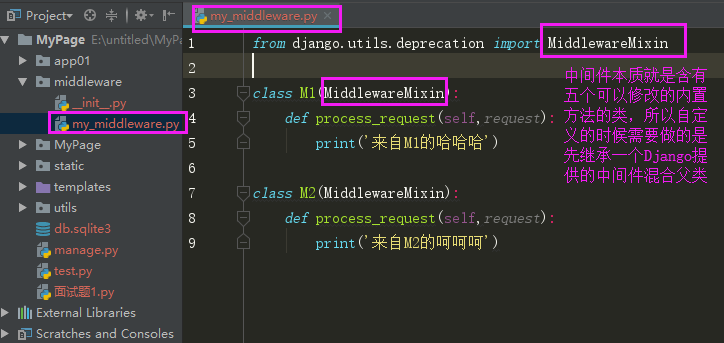 Project
my_middleware.py
MyPage E:\untitled\MyPa
app01
middleware
__init__.py
my_middleware.py
MyPage
static
templates
utils
db.sqlite3
manage.py
test.py
面试题1.py
External Libraries
Scratches and Consoles
1 from django.utils.deprecation import MiddlewareMixin
2
3 class M1(MiddlewareMixin):
4 def process_request(self,request):
5 print('来自M1的哈哈哈')
6
7 class M2(MiddlewareMixin):
8 def process_request(self,request):
9 print('来自M2的呵呵呵')
中间件本质就是含有
五个可以修改的内置
方法的类，所以自定
义的时候需要做的是
先继承一个Django提
供的中间件混合父类